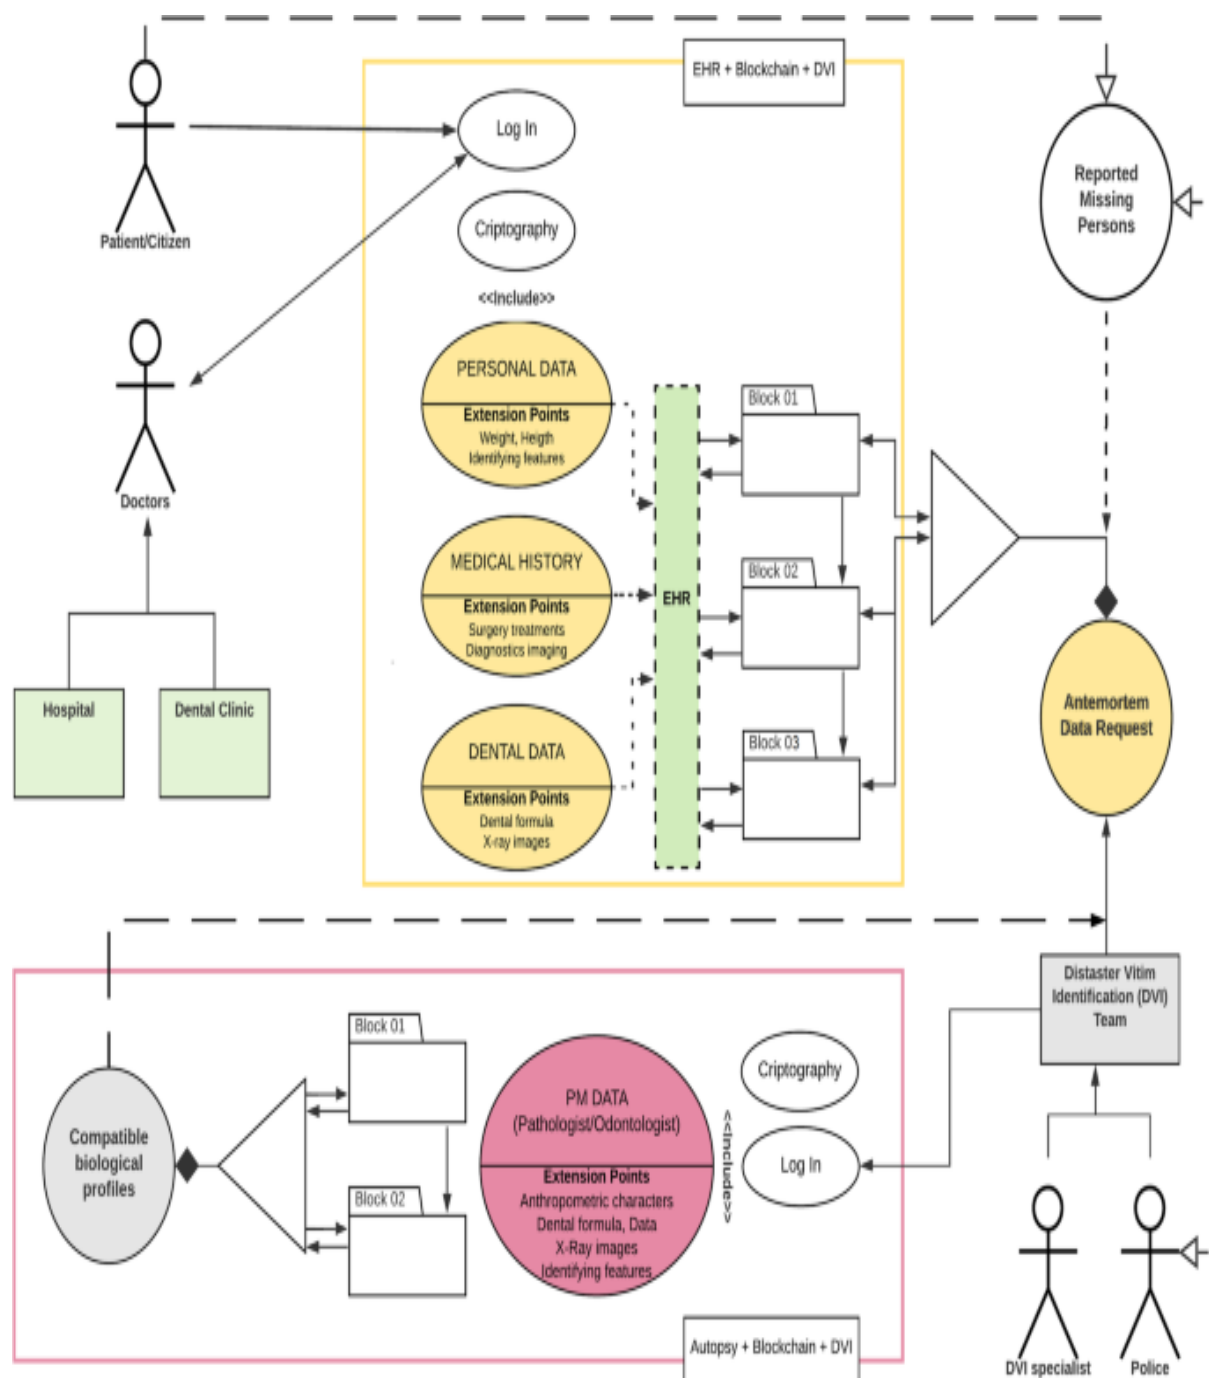 EHR + Blockchain + DVI
Log In
Criptography
<<Include>>
Patient/Citizen
Reported
Missing
Persons
PERSONAL DATA
Extension Points
Weight, Heigth
Identifying features
Doctors
Block 01
MEDICAL HISTORY
Extension Points
Surgery treatments
Diagnostics imaging
EHR
Block 02
Hospital
Dental Clinic
Antemortem
Data Request
DENTAL DATA
Extension Points
Dental formula
X-ray images
Block 03
Distaster Vitim
Identification (DVI)
Team
Block 01
Compatible
biological
profiles
Block 02
PM DATA
(Pathologist/Odontologist)
Extension Points
Anthropometric characters
Dental formula, Data
X-Ray images
Identifying features
<<Include>>
Criptography
Log In
Autopsy + Blockchain + DVI
DVI specialist
Police